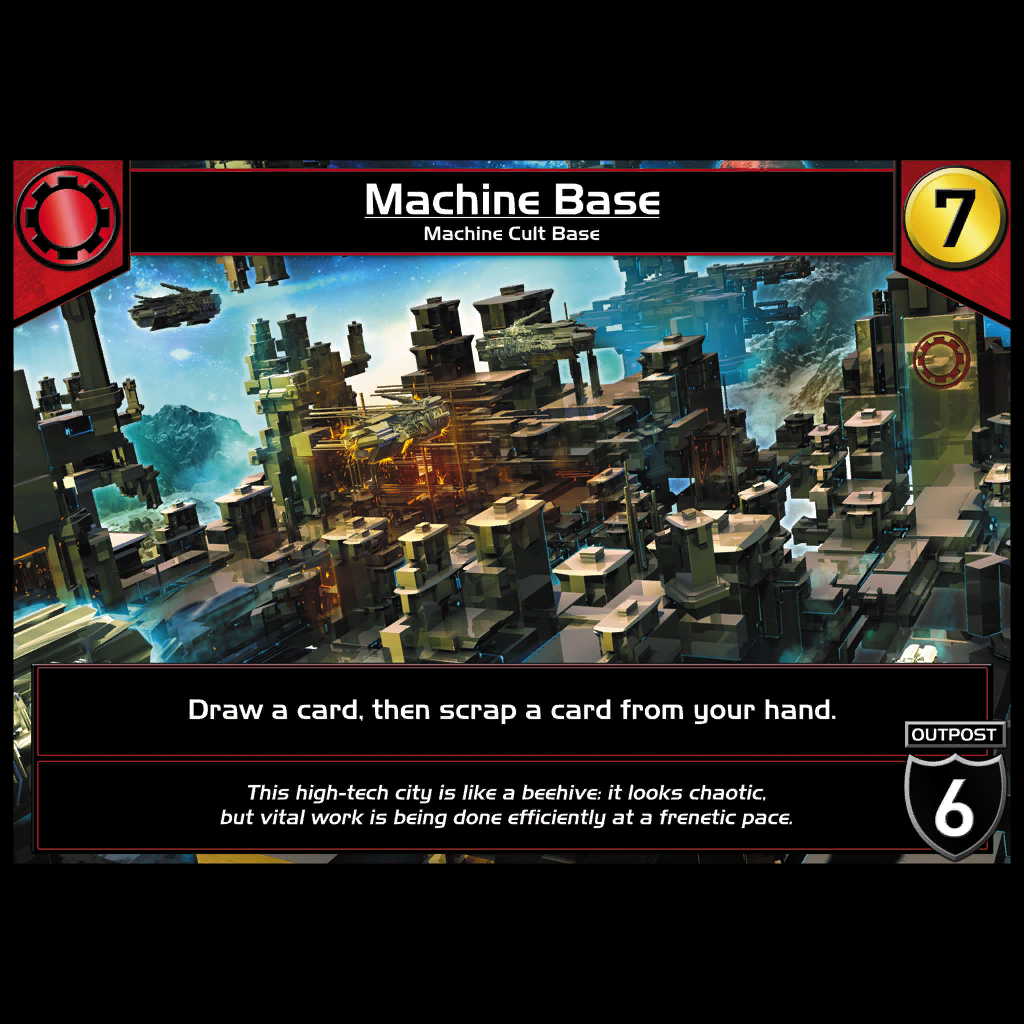 Machine Base
Machine Cult Base
7
Draw a card, then scrap a card from your hand.
OUTPOST
6
This high-tech city is like a beehive: it looks chaotic,
but vital work is being done efficiently at a frenetic pace.